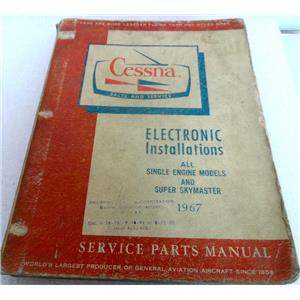 Cessna
SALES AND SERVICE
ELECTRONIC
Installations
ALL
SINGLE ENGINE MODELS
AND
SUPER SKYMASTER
1967
SERVICE PARTS MANUAL
WORLD'S LARGEST PRODUCER OF GENERAL AVIATION AIRCRAFT SINCE 1956